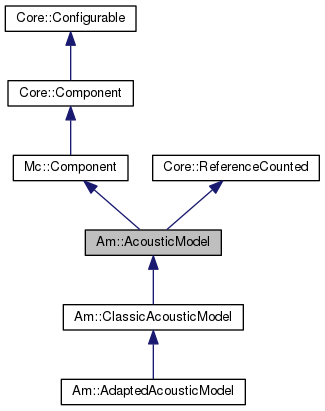 Core::Configurable
Core::Component
Mc::Component
Core::ReferenceCounted
Am::AcousticModel
Am::ClassicAcousticModel
Am::AdaptedAcousticModel